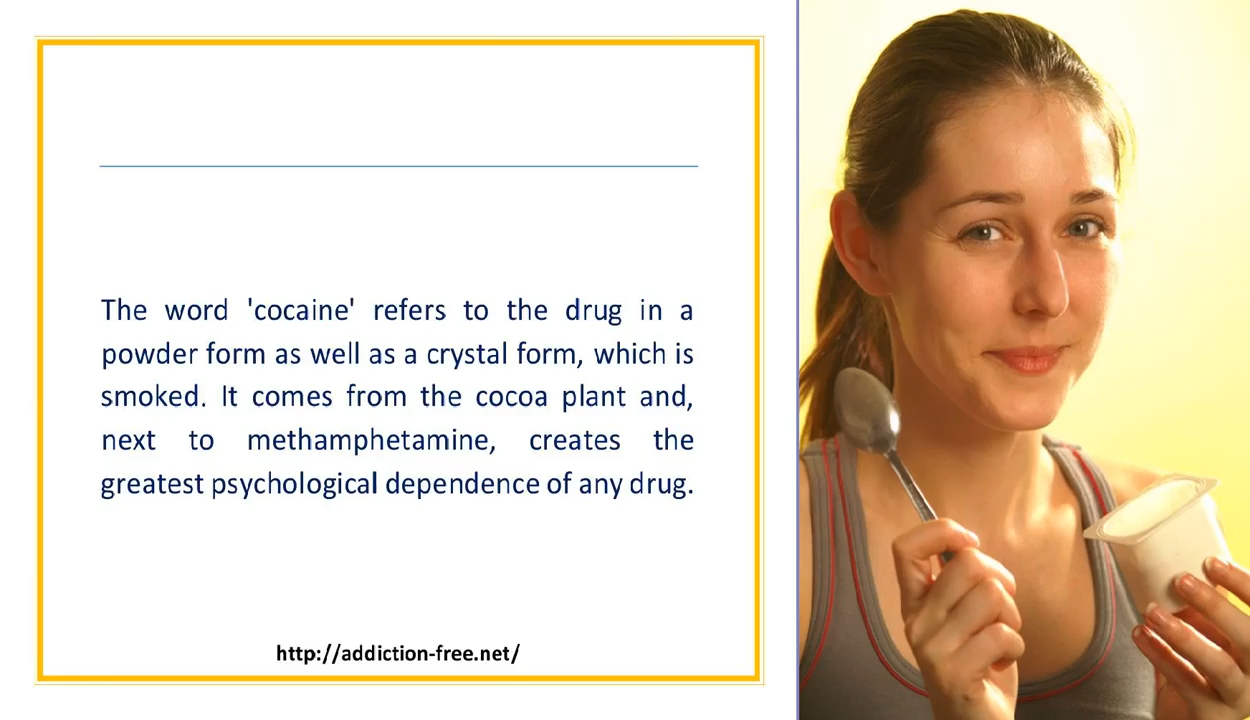 The word 'cocaine' refers to the drug in a
powder form as well as a crystal form, which is
smoked. It comes from the cocoa plant and,
next to methamphetamine, creates the
greatest psychological dependence of any drug.
http://addiction-free.net/